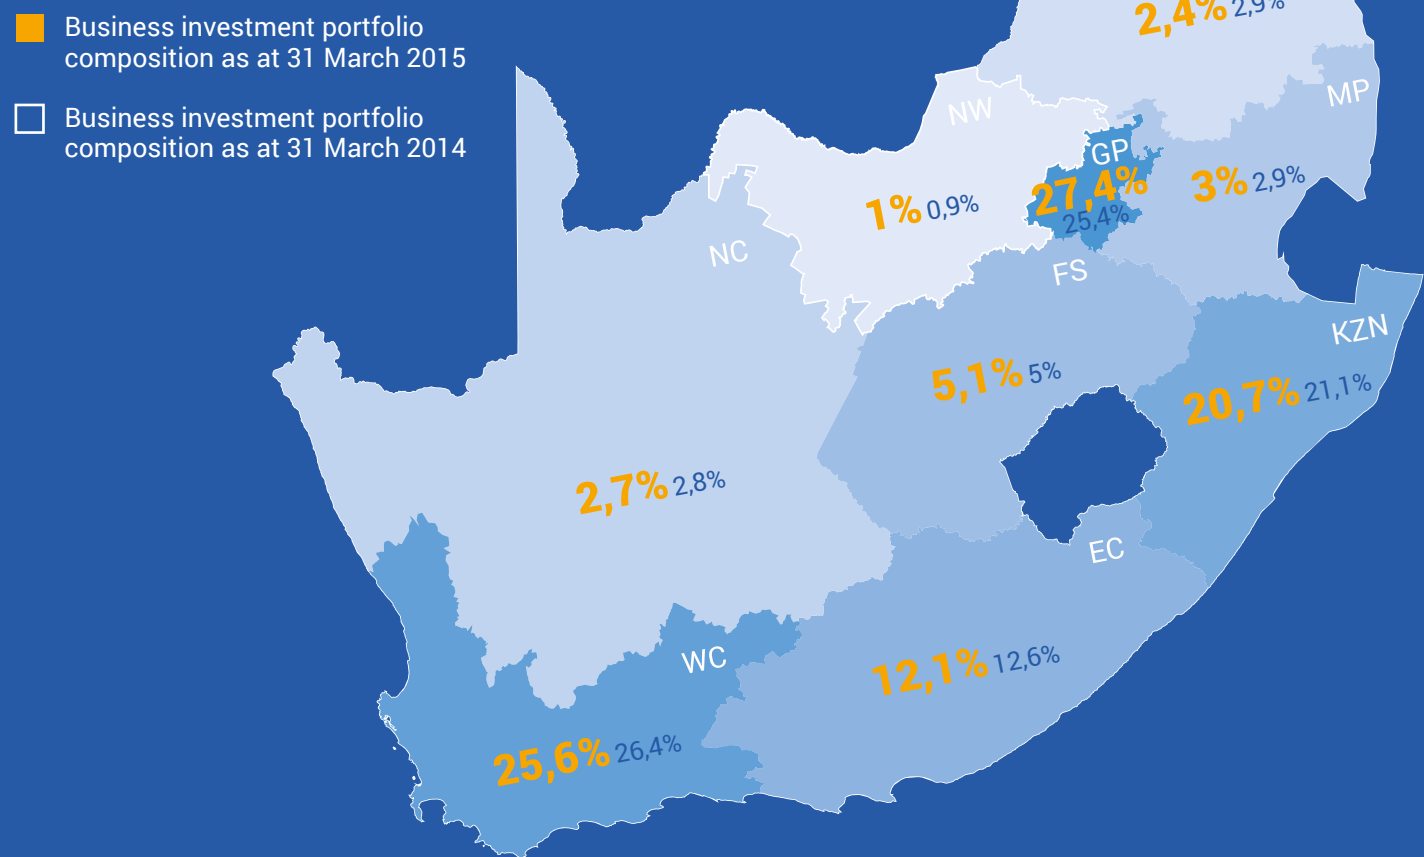 Business investment portfolio
composition as at 31 March 2015
Business investment portfolio
composition as at 31 March 2014
2,4% 2,9%
MP
NW
GP
3% 2,9%
27,4%
25,4%
1% 0,9%
NC
FS
KZN
5,1% 5%
20,7% 21,1%
2,7% 2,8%
EC
WC
12,1% 12,6%
25,6% 26,4%